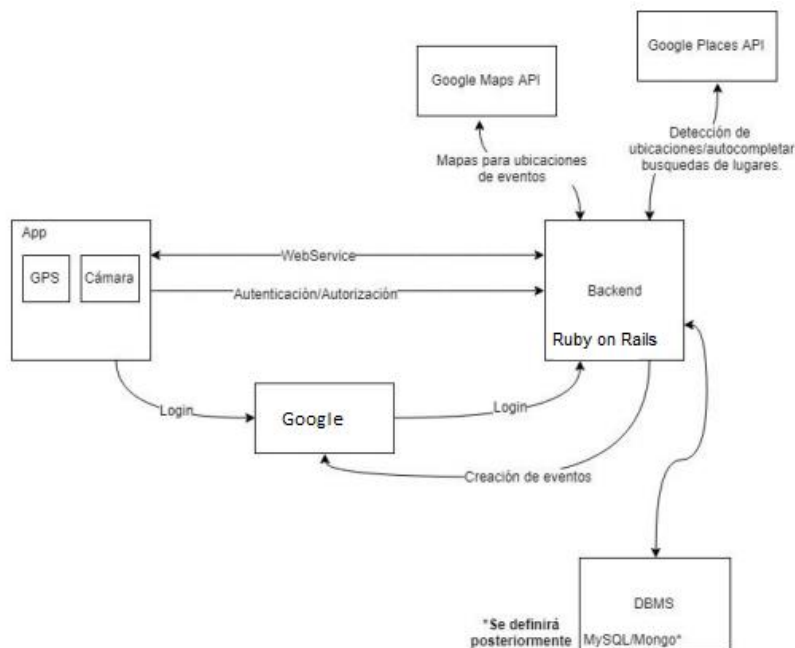 Google Places API
Google Maps API
Detección de
ubicaciones/autocompletar
busquedas de lugares.
Mapas para ubicaciones
de eventos
App
GPS
Cámara
WebService
Autenticación/Autorización
Backend
Ruby on Rails
Login
Google
Login
Creación de eventos
DBMS
*Se definirá
posteriormente
MySQL/Mongo*